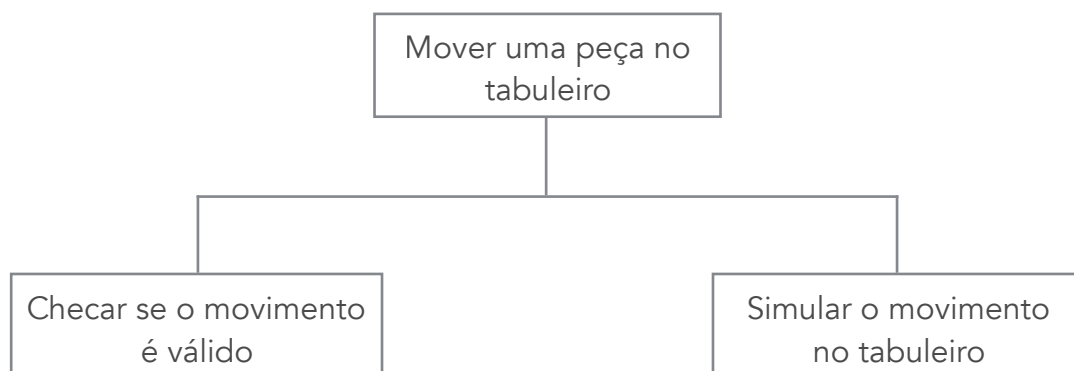 Mover uma peça no
tabuleiro
Checar se o movimento
é válido
Simular o movimento
no tabuleiro